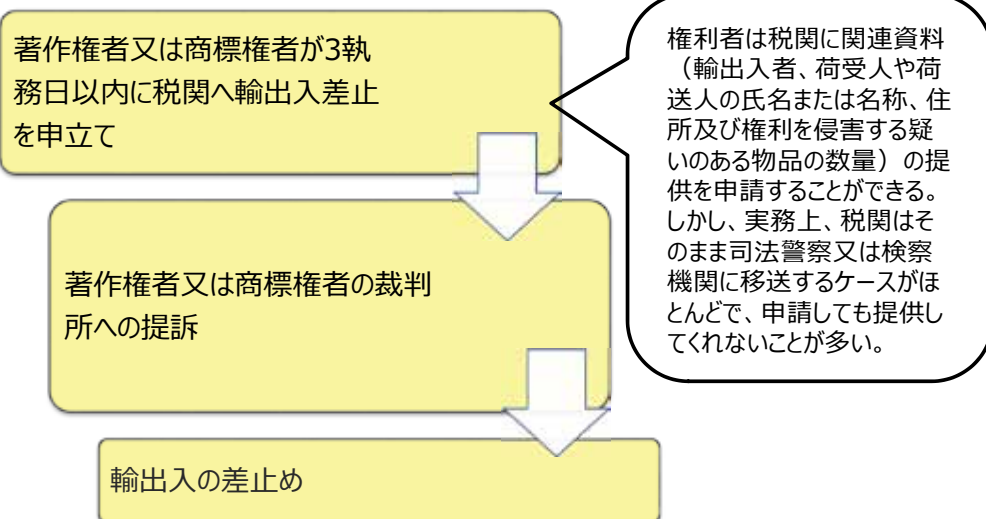 著作権者又は商標権者が3執
務日以内に税関へ輸出入差止
を申立て
権利者は税関に関連資料
（輸出入者、荷受人や荷
送人の氏名または名称、住
所及び権利を侵害する疑
いのある物品の数量）の提
供を申請することができる。
しかし、実務上、税関はそ
のまま司法警察又は検察
機関に移送するケースがほ
とんどで、申請しても提供し
てくれないことが多い。
著作権者又は商標権者の裁判
所への提訴
輸出入の差止め